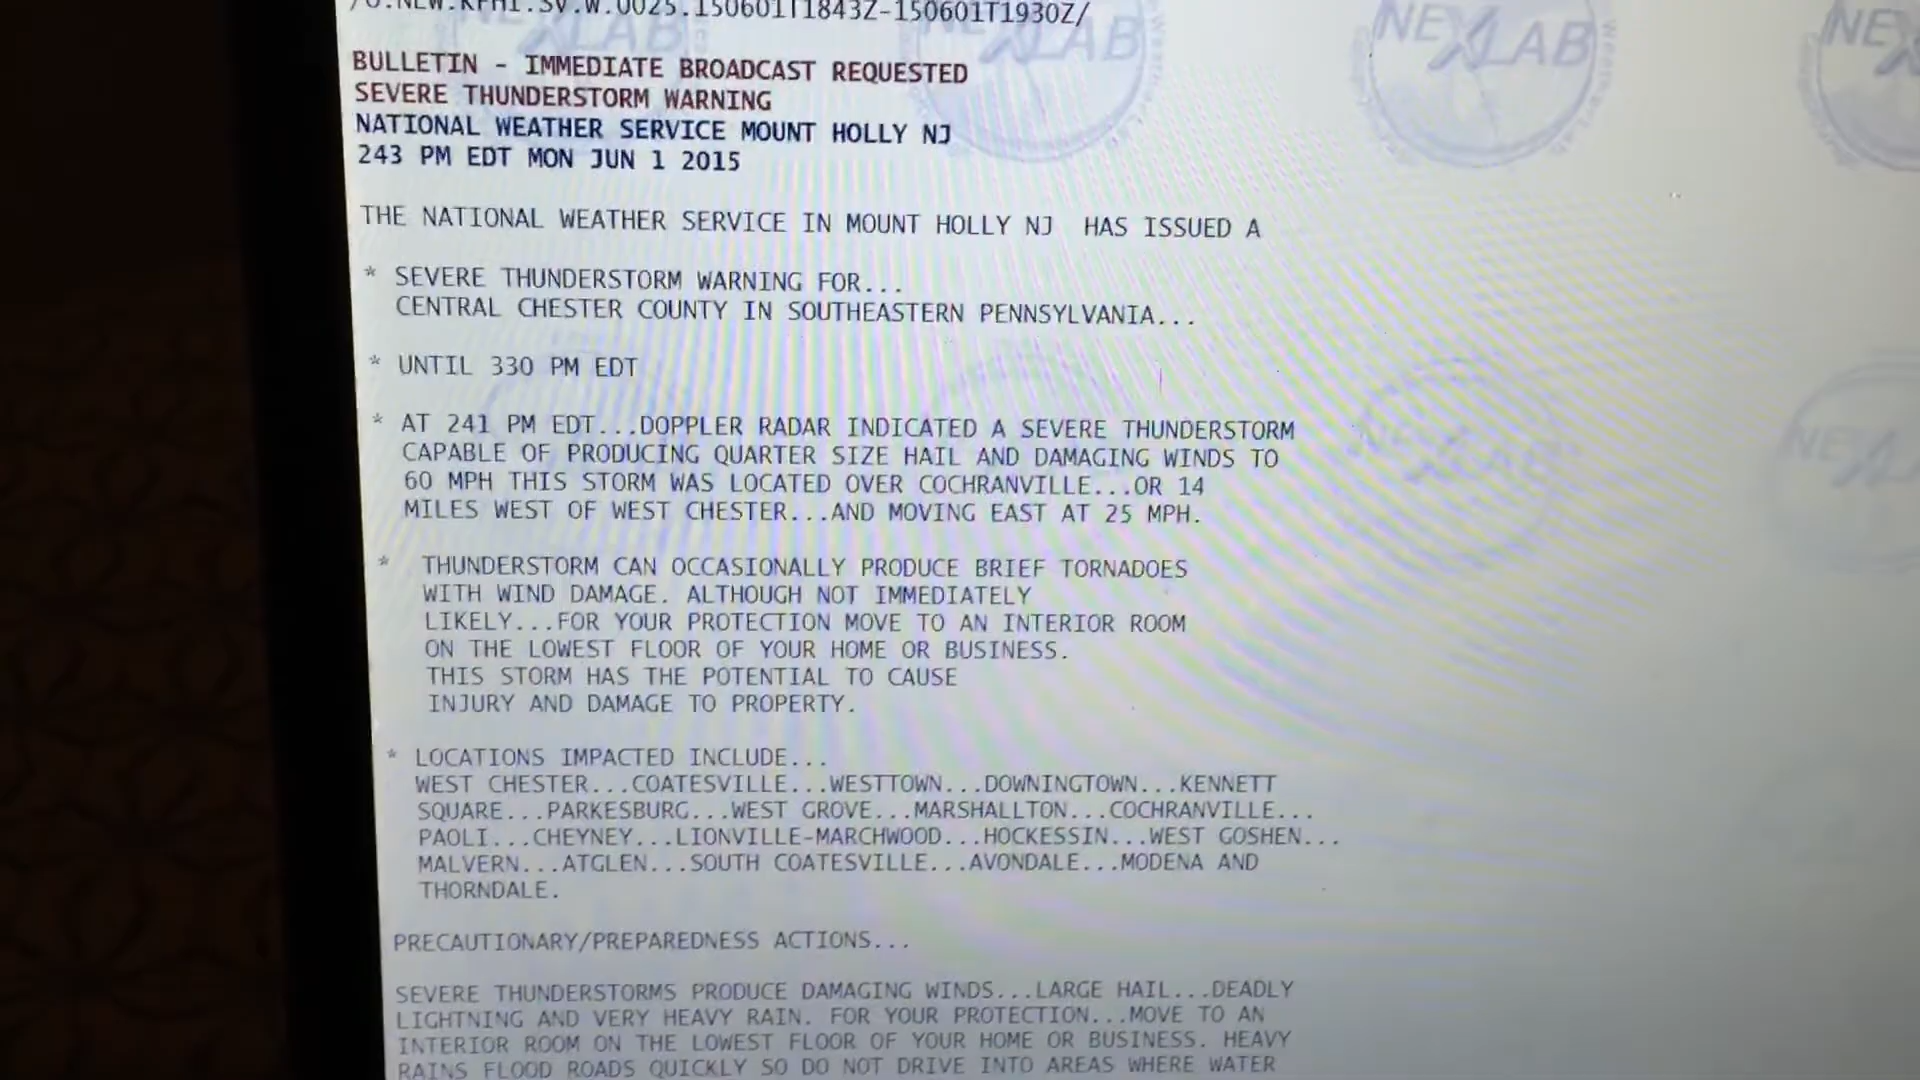 /O.NEW.KPHI.SV.W.0025.150601T1843Z-150601T1930Z/
BULLETIN - IMMEDIATE BROADCAST REQUESTED
SEVERE THUNDERSTORM WARNING
NATIONAL WEATHER SERVICE MOUNT HOLLY NJ
243 PM EDT MON JUN 1 2015
THE NATIONAL WEATHER SERVICE IN MOUNT HOLLY NJ  HAS ISSUED A
* SEVERE THUNDERSTORM WARNING FOR...
CENTRAL CHESTER COUNTY IN SOUTHEASTERN PENNSYLVANIA...
* UNTIL 330 PM EDT
* AT 241 PM EDT...DOPPLER RADAR INDICATED A SEVERE THUNDERSTORM
CAPABLE OF PRODUCING QUARTER SIZE HAIL AND DAMAGING WINDS TO
60 MPH THIS STORM WAS LOCATED OVER COCHRANVILLE...OR 14
MILES WEST OF WEST CHESTER...AND MOVING EAST AT 25 MPH.
* THUNDERSTORM CAN OCCASIONALLY PRODUCE BRIEF TORNADOES
WITH WIND DAMAGE. ALTHOUGH NOT IMMEDIATELY
LIKELY...FOR YOUR PROTECTION MOVE TO AN INTERIOR ROOM
ON THE LOWEST FLOOR OF YOUR HOME OR BUSINESS.
THIS STORM HAS THE POTENTIAL TO CAUSE
INJURY AND DAMAGE TO PROPERTY.
* LOCATIONS IMPACTED INCLUDE...
WEST CHESTER...COATESVILLE...WESTTOWN...DOWNINGTOWN...KENNETT
SQUARE...PARKESBURG...WEST GROVE...MARSHALLTON...COCHRANVILLE...
PAOLI...CHEYNEY...LIONVILLE-MARCHWOOD...HOCKESSIN...WEST GOSHEN...
MALVERN...ATGLEN...SOUTH COATESVILLE...AVONDALE...MODENA AND
THORNDALE.
PRECAUTIONARY/PREPAREDNESS ACTIONS...
SEVERE THUNDERSTORMS PRODUCE DAMAGING WINDS...LARGE HAIL...DEADLY
LIGHTNING AND VERY HEAVY RAIN. FOR YOUR PROTECTION...MOVE TO AN
INTERIOR ROOM ON THE LOWEST FLOOR OF YOUR HOME OR BUSINESS. HEAVY
RAINS FLOOD ROADS QUICKLY SO DO NOT DRIVE INTO AREAS WHERE WATER
NEXLAB
NEXLAB